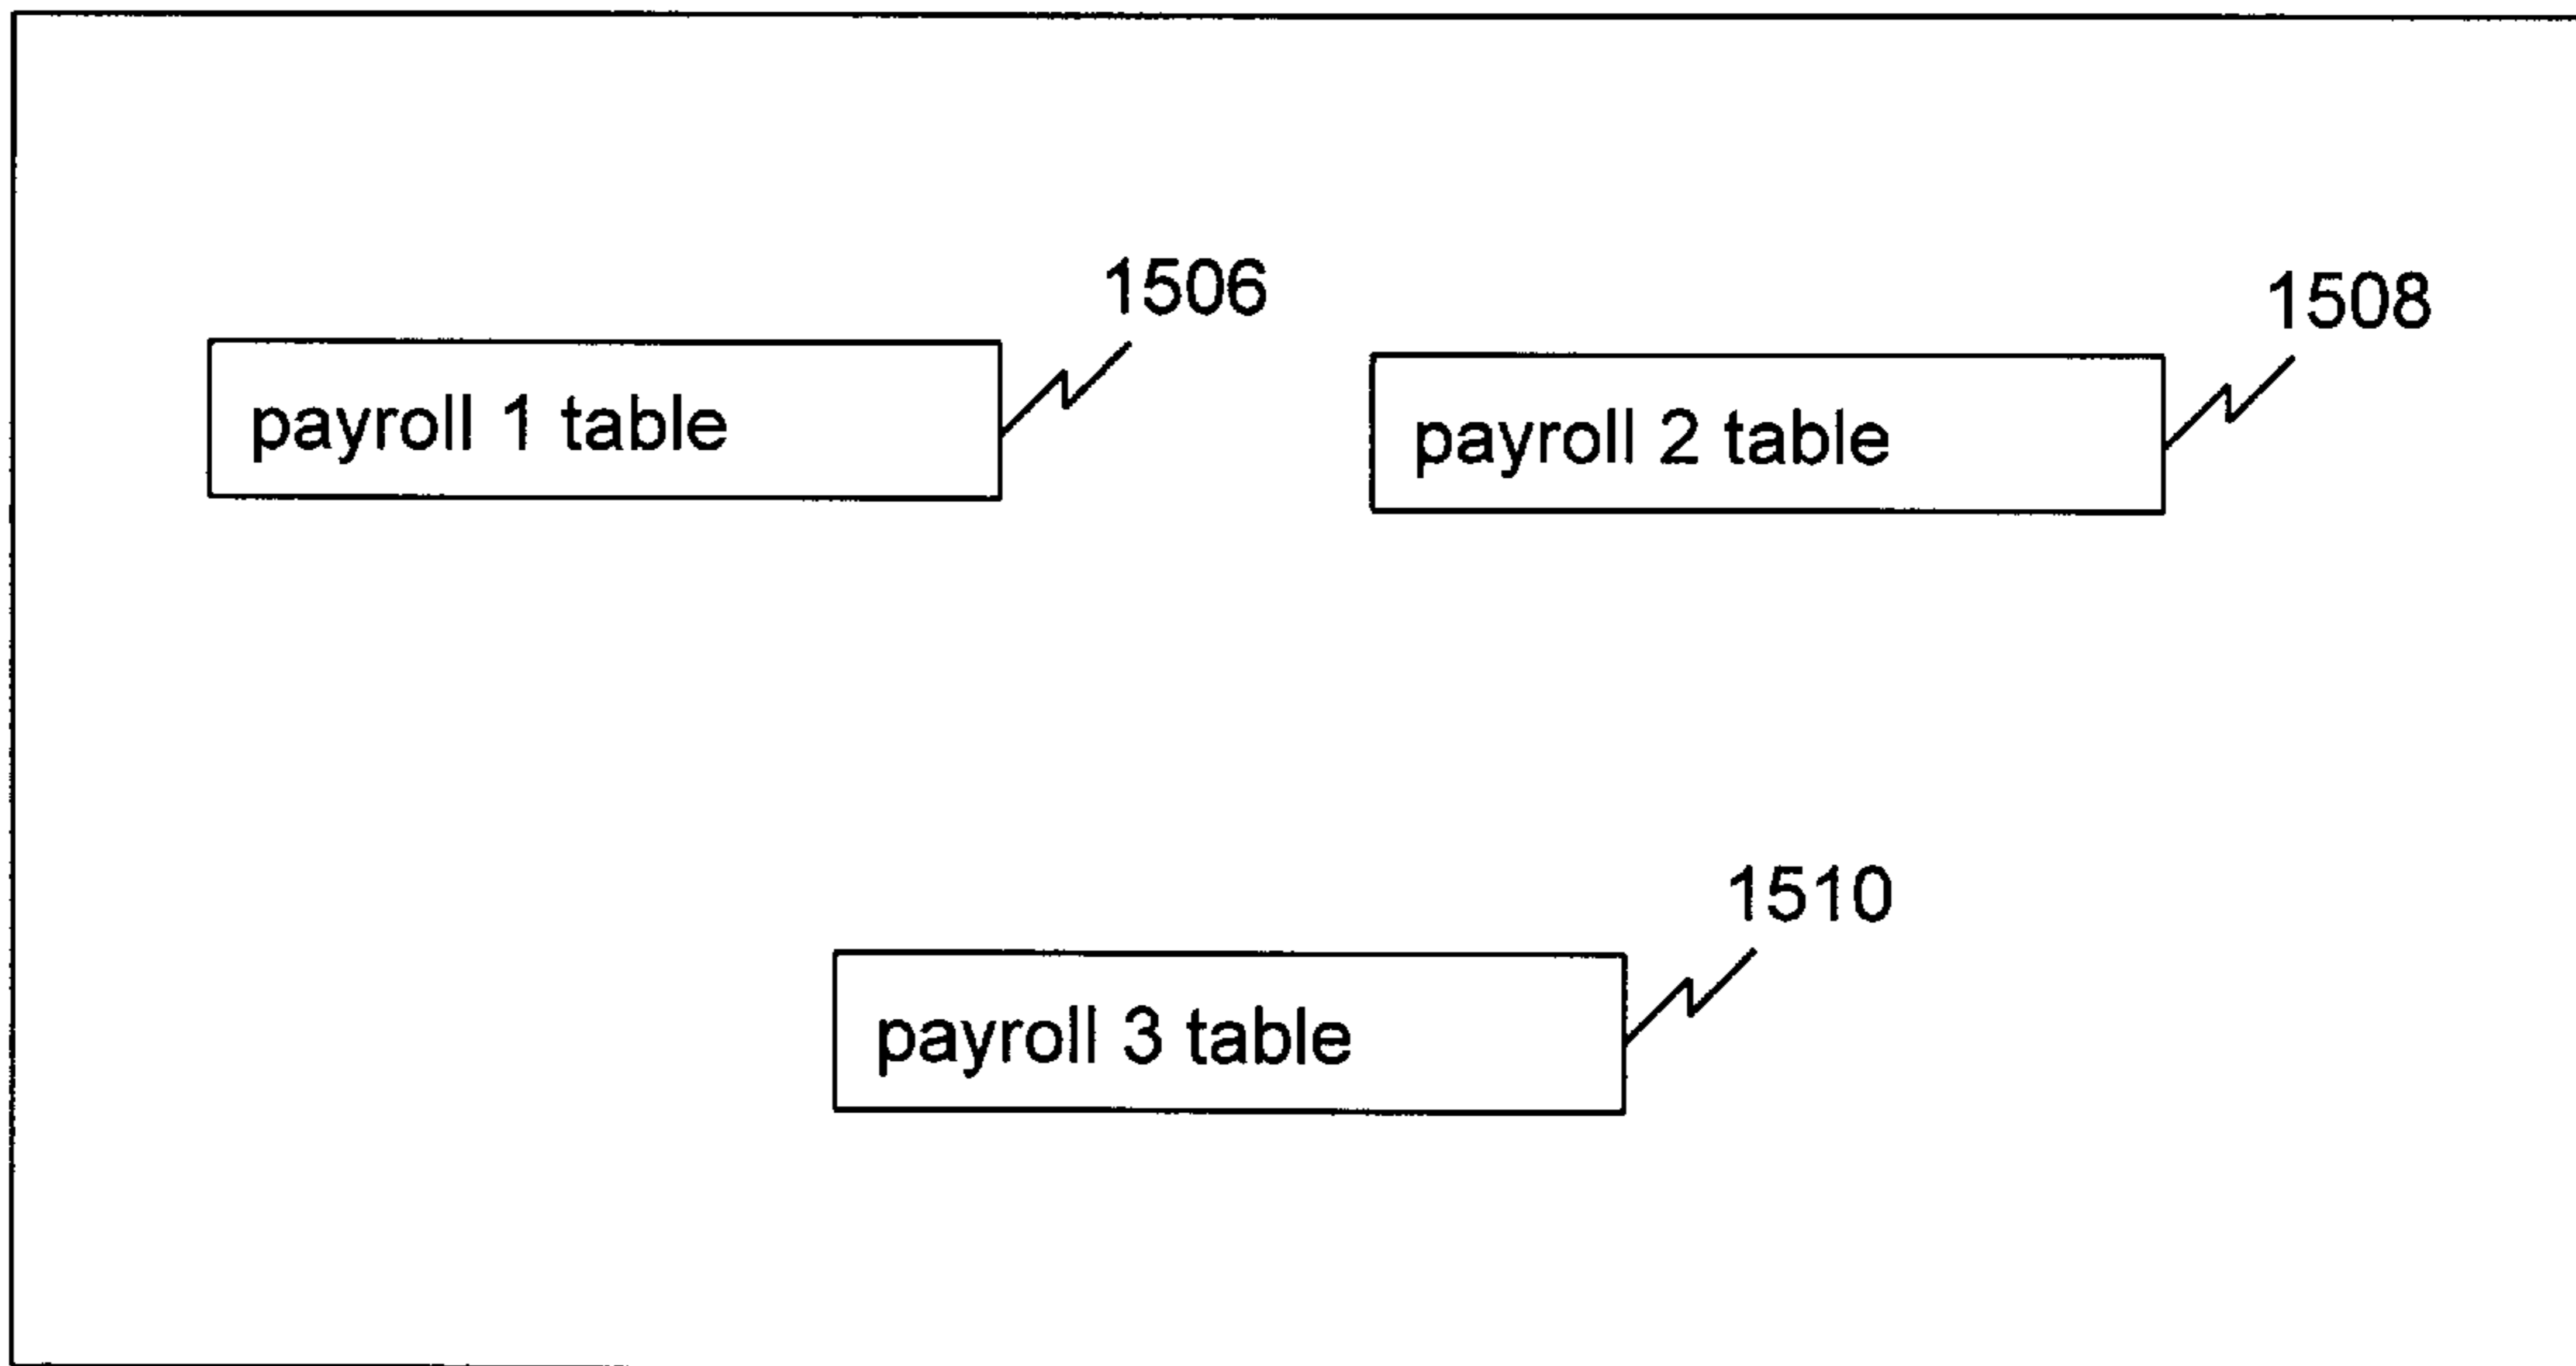 1506
payroll 1 table
1508
payroll 2 table
1510
payroll 3 table